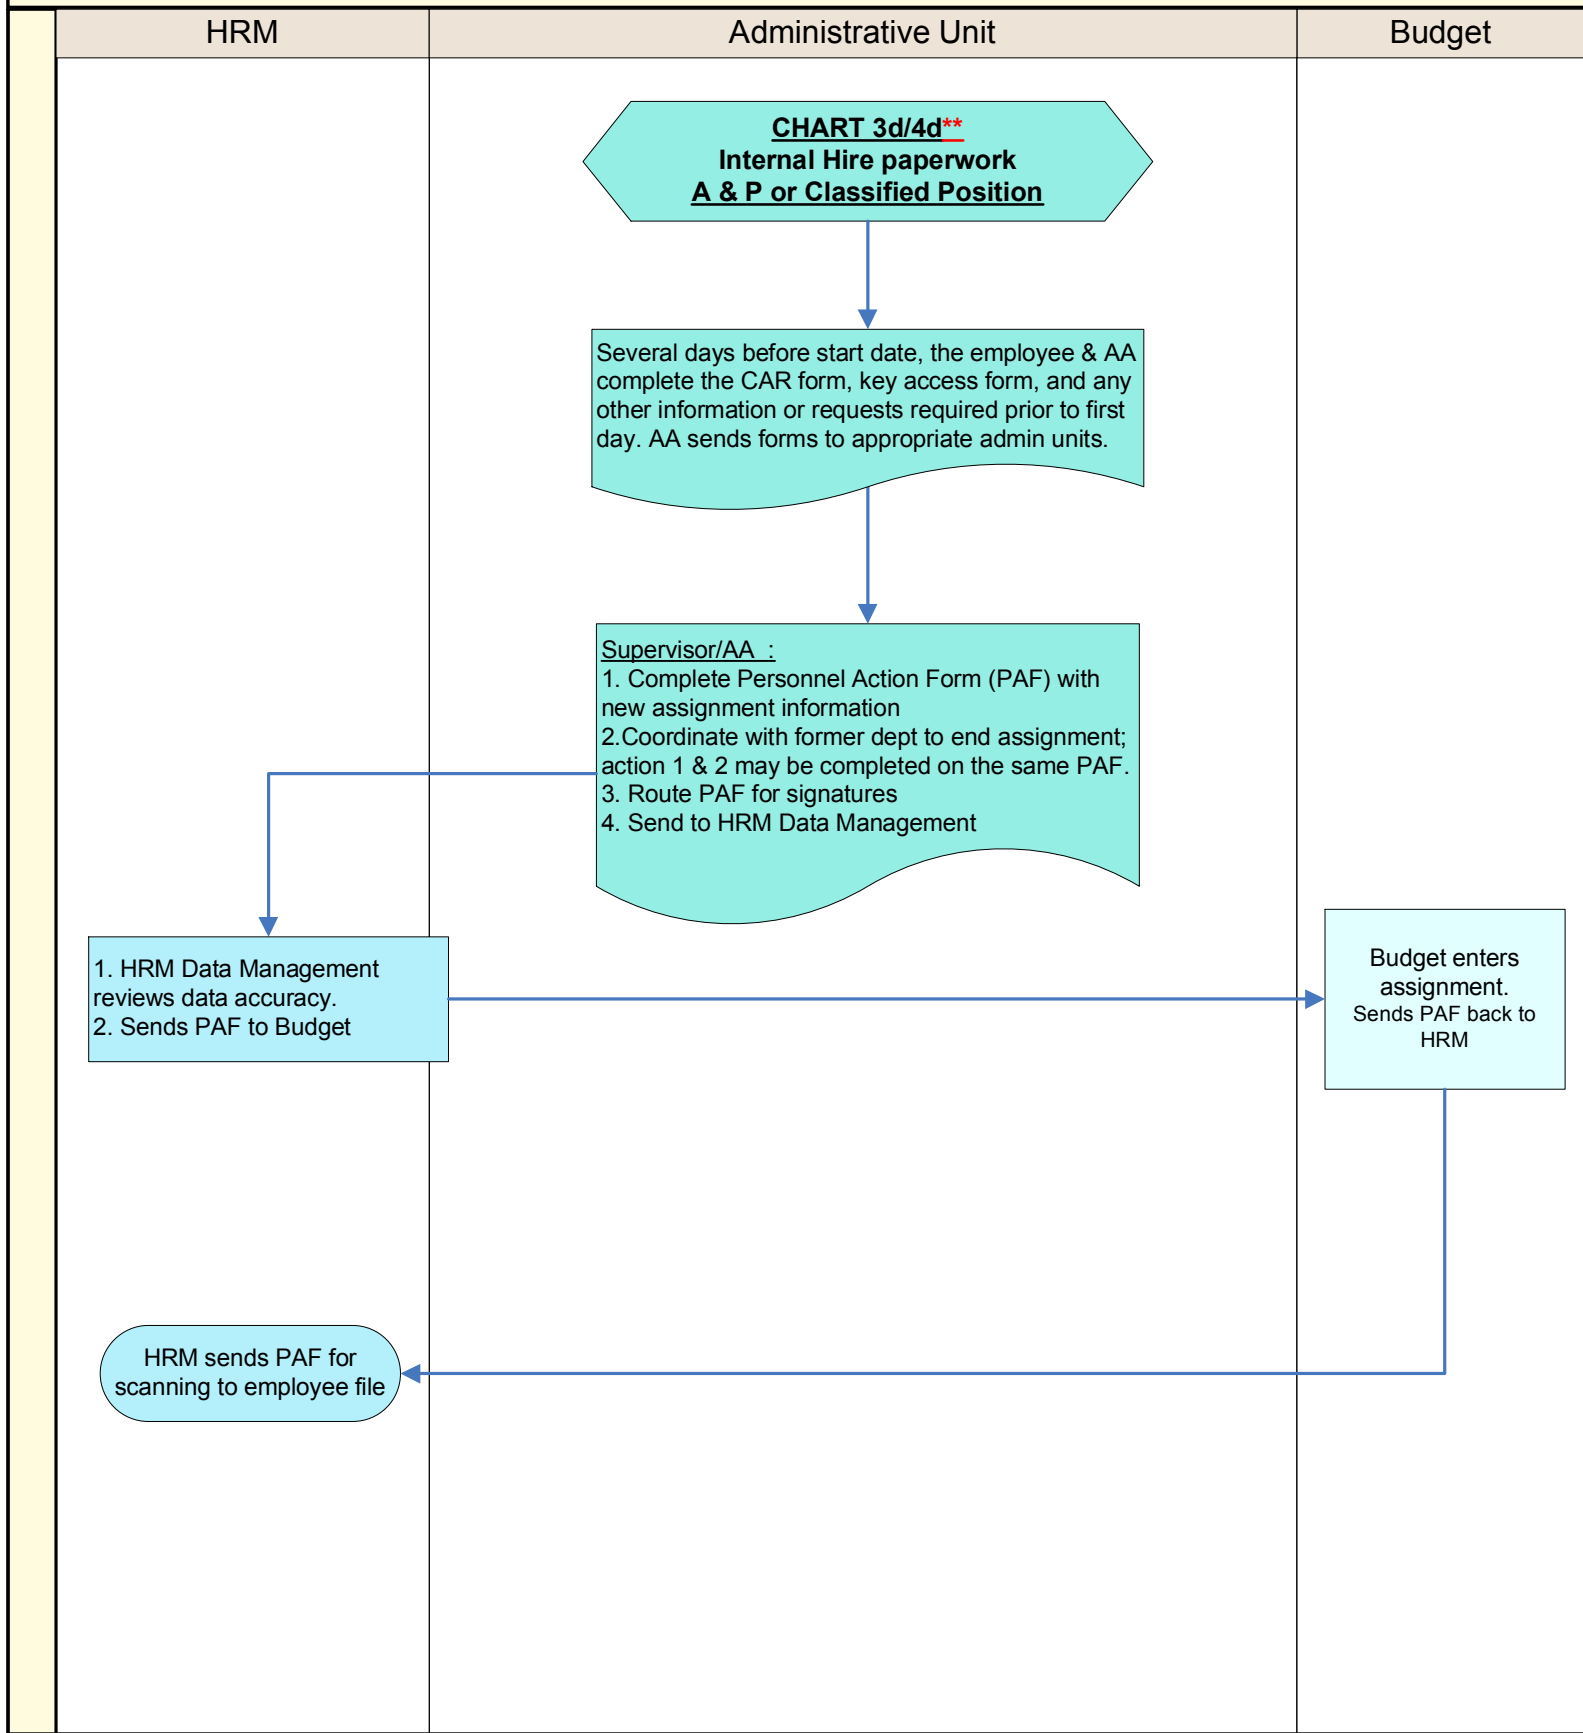 HRM
Administrative Unit
Budget
CHART 3d/4d**
Internal Hire paperwork
A & P or Classified Position
Several days before start date, the employee & AA
complete the CAR form, key access form, and any
other information or requests required prior to first
day. AA sends forms to appropriate admin units.
Supervisor/AA :
1. Complete Personnel Action Form (PAF) with
new assignment information
2.Coordinate with former dept to end assignment;
action 1 & 2 may be completed on the same PAF.
3. Route PAF for signatures
4. Send to HRM Data Management
1. HRM Data Management
reviews data accuracy.
2. Sends PAF to Budget
Budget enters
assignment.
Sends PAF back to
HRM
HRM sends PAF for
scanning to employee file